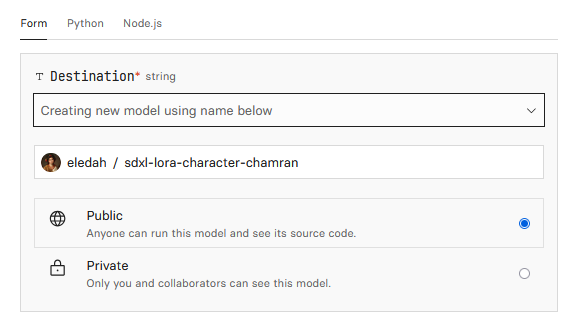 Form Python Node.js
T Destination* string
Creating new model using name below
eledah / sdxl-lora-character-chamran
Public
Anyone can run this model and see its source code.
Private
Only you and collaborators can see this model.